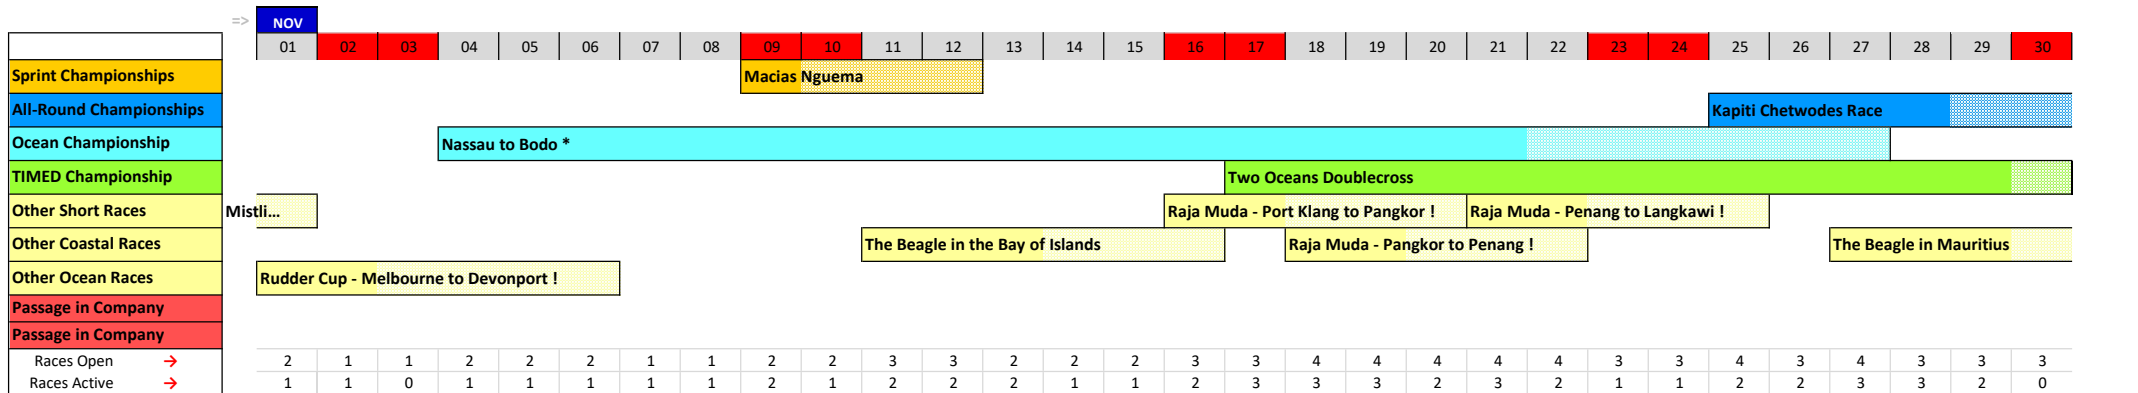 => NOV
01 02 03 04 05 06 07 08 09 10 11 12 13 14 15 16 17 18 19 20 21 22 23 24 25 26 27 28 29 30
Sprint Championships Macias Nguema
All-Round Championships Kapiti Chetwodes Race
Ocean Championship Nassau to Bodo *
TIMED Championship Two Oceans Doublecross
Other Short Races Mistli... Raja Muda - Port Klang to Pangkor ! Raja Muda - Penang to Langkawi !
Other Coastal Races The Beagle in the Bay of Islands Raja Muda - Pangkor to Penang ! The Beagle in Mauritius
Other Ocean Races Rudder Cup - Melbourne to Devonport !
Passage in Company
Passage in Company
Races Open → 2 1 1 2 2 2 1 1 2 2 3 3 2 2 2 3 3 4 4 4 4 4 3 3 4 3 4 3 3 3
Races Active → 1 1 0 1 1 1 1 1 2 1 2 2 2 1 1 2 3 3 3 2 3 2 1 1 2 2 3 3 2 0